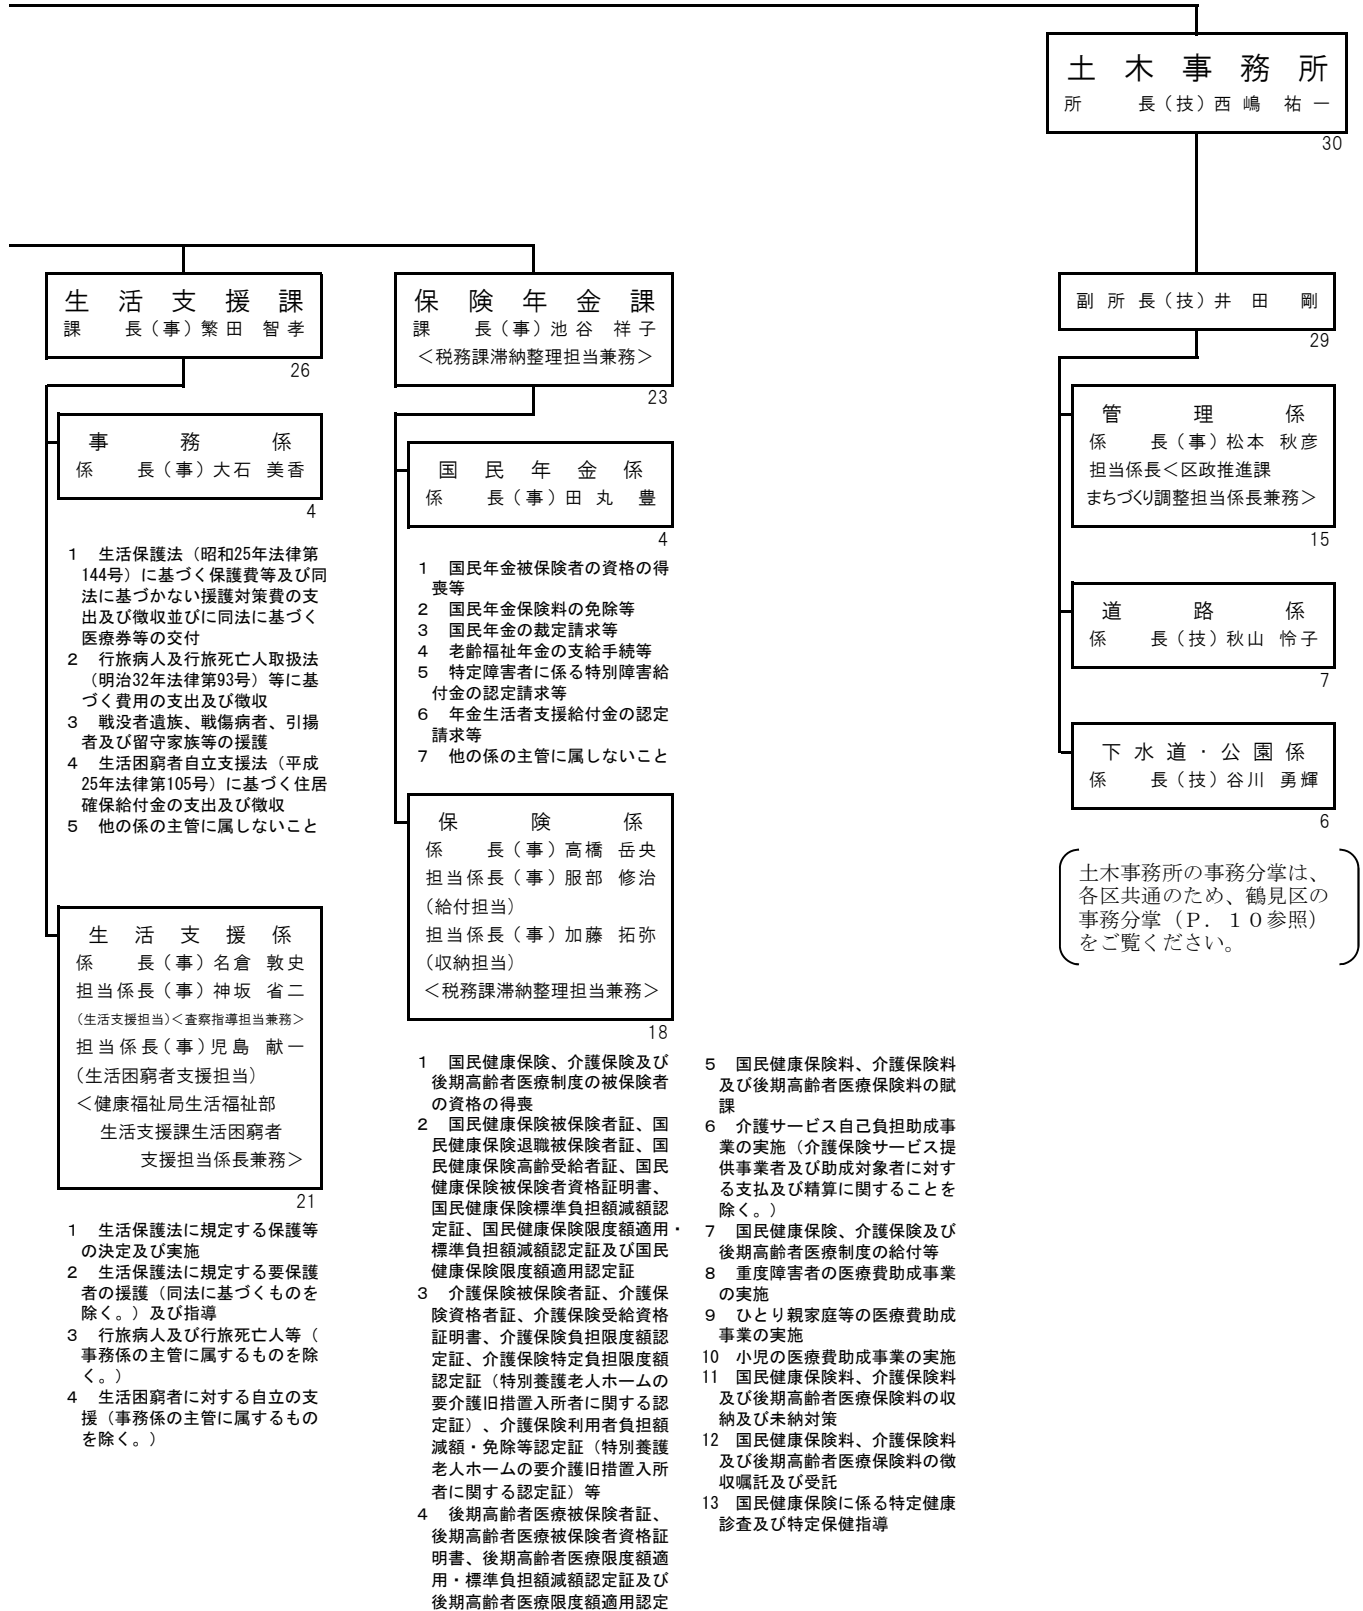 土木事務所
所　　長（技）西嶋　祐一
30
生活支援課
課　　長（事）繁田　智孝
26
事務係
係　　長（事）大石　美香
4
1　生活保護法（昭和25年法律第
144号）に基づく保護費等及び同
法に基づかない援護対策費の支
出及び徴収並びに同法に基づく
医療券等の交付
2　行旅病人及行旅死亡人取扱法
（明治32年法律第93号）等に基
づく費用の支出及び徴収
3　戦没者遺族、戦傷病者、引揚
者及び留守家族等の援護
4　生活困窮者自立支援法（平成
25年法律第105号）に基づく住居
確保給付金の支出及び徴収
5　他の係の主管に属しないこと
生活支援係
係　　長（事）名倉　敦史
担当係長（事）神坂　省二
（生活支援担当）＜査察指導担当兼務＞
担当係長（事）児島　献一
（生活困窮者支援担当）
＜健康福祉局生活福祉部
生活支援課生活困窮者
支援担当係長兼務＞
21
1　生活保護法に規定する保護等
の決定及び実施
2　生活保護法に規定する要保護
者の援護（同法に基づくものを
除く。）及び指導
3　行旅病人及び行旅死亡人等（
事務係の主管に属するものを除
く。）
4　生活困窮者に対する自立の支
援（事務係の主管に属するもの
を除く。）
保険年金課
課　　長（事）池谷　祥子
＜税務課滞納整理担当兼務＞
23
国民年金係
係　　長（事）田丸　豊
4
1　国民年金被保険者の資格の得
喪等
2　国民年金保険料の免除等
3　国民年金の裁定請求等
4　老齢福祉年金の支給手続等
5　特定障害者に係る特別障害給
付金の認定請求等
6　年金生活者支援給付金の認定
請求等
7　他の係の主管に属しないこと
保険係
係　　長（事）高橋　岳央
担当係長（事）服部　修治
（給付担当）
担当係長（事）加藤　拓弥
（収納担当）
＜税務課滞納整理担当兼務＞
18
1　国民健康保険、介護保険及び
後期高齢者医療制度の被保険者
の資格の得喪
2　国民健康保険被保険者証、国
民健康保険退職被保険者証、国
民健康保険高齢受給者証、国民
健康保険被保険者資格証明書、
国民健康保険標準負担額減額認
定証、国民健康保険限度額適用・
標準負担額減額認定証及び国民
健康保険限度額適用認定証
3　介護保険被保険者証、介護保
険資格者証、介護保険受給資格
証明書、介護保険負担限度額認
定証、介護保険特定負担限度額
認定証（特別養護老人ホームの
要介護旧措置入所者に関する認
定証）、介護保険利用者負担額
減額・免除等認定証（特別養護
老人ホームの要介護旧措置入所
者に関する認定証）等
4　後期高齢者医療被保険者証、
後期高齢者医療被保険者資格証
明書、後期高齢者医療限度額適
用・標準負担額減額認定証及び
後期高齢者医療限度額適用認定
5　国民健康保険料、介護保険料
及び後期高齢者医療保険料の賦
課
6　介護サービス自己負担助成事
業の実施（介護保険サービス提
供事業者及び助成対象者に対す
る支払及び精算に関することを
除く。）
7　国民健康保険、介護保険及び
後期高齢者医療制度の給付等
8　重度障害者の医療費助成事業
の実施
9　ひとり親家庭等の医療費助成
事業の実施
10　小児の医療費助成事業の実施
11　国民健康保険料、介護保険料
及び後期高齢者医療保険料の収
納及び未納対策
12　国民健康保険料、介護保険料
及び後期高齢者医療保険料の徴
収嘱託及び受託
13　国民健康保険に係る特定健康
診査及び特定保健指導
副所長（技）井田　剛
29
管理係
係　　長（事）松本　秋彦
担当係長＜区政推進課
まちづくり調整担当係長兼務＞
15
道路係
係　　長（技）秋山　怜子
7
下水道・公園係
係　　長（技）谷川　勇輝
6
土木事務所の事務分掌は、
各区共通のため、鶴見区の
事務分掌（P．10参照）
をご覧ください。